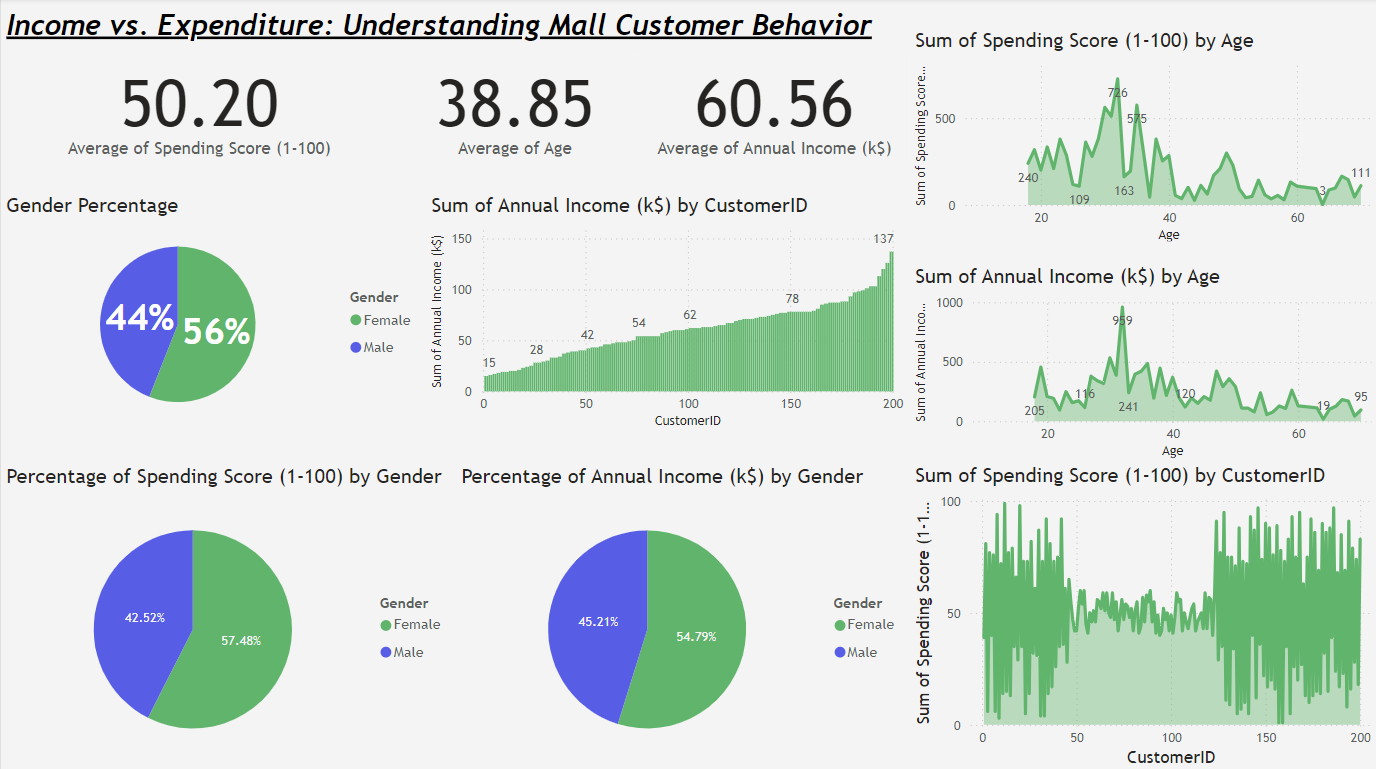 Income vs. Expenditure: Understanding Mall Customer Behavior
50.20
Average of Spending Score (1-100)
38.85
Average of Age
60.56
Average of Annual Income (k$)
Gender Percentage
44%
56%
Gender
Female
Male
Sum of Annual Income (k$) by CustomerID
Sum of Annual Income (k$)
150
100
50
0
15
28
42
54
62
78
137
0
50
100
150
200
CustomerID
Percentage of Spending Score (1-100) by Gender
42.52%
57.48%
Gender
Female
Male
Percentage of Annual Income (k$) by Gender
45.21%
54.79%
Gender
Female
Male
Sum of Spending Score (1-100) by Age
Sum of Spending Score...
500
0
240
109
726
163
575
3
111
20
40
60
Age
Sum of Annual Income (k$) by Age
Sum of Annual Inco...
1000
500
0
205
116
959
241
120
19
95
20
40
60
Age
Sum of Spending Score (1-100) by CustomerID
Sum of Spending Score (1-1...
100
50
0
0
50
100
150
200
CustomerID